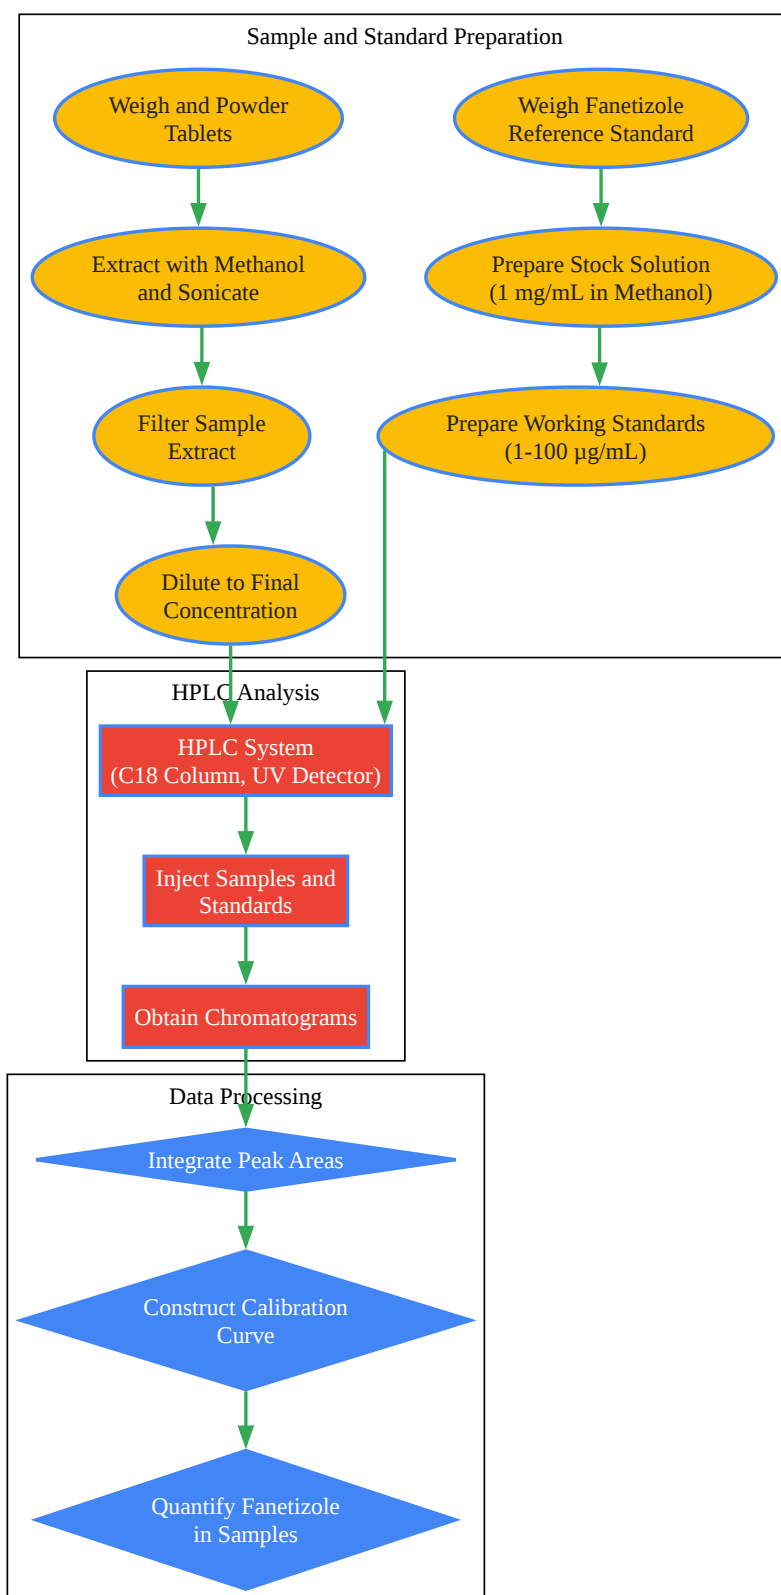 Sample and Standard Preparation
Weigh and Powder
Tablets
Weigh Fanetizole
Reference Standard
Extract with Methanol
and Sonicate
Prepare Stock Solution
(1 mg/mL in Methanol)
Filter Sample
Extract
Prepare Working Standards
(1-100 µg/mL)
Dilute to Final
Concentration
HPLC Analysis
HPLC System
(C18 Column, UV Detector)
Inject Samples and
Standards
Obtain Chromatograms
Data Processing
Integrate Peak Areas
Construct Calibration
Curve
Quantify Fanetizole
in Samples